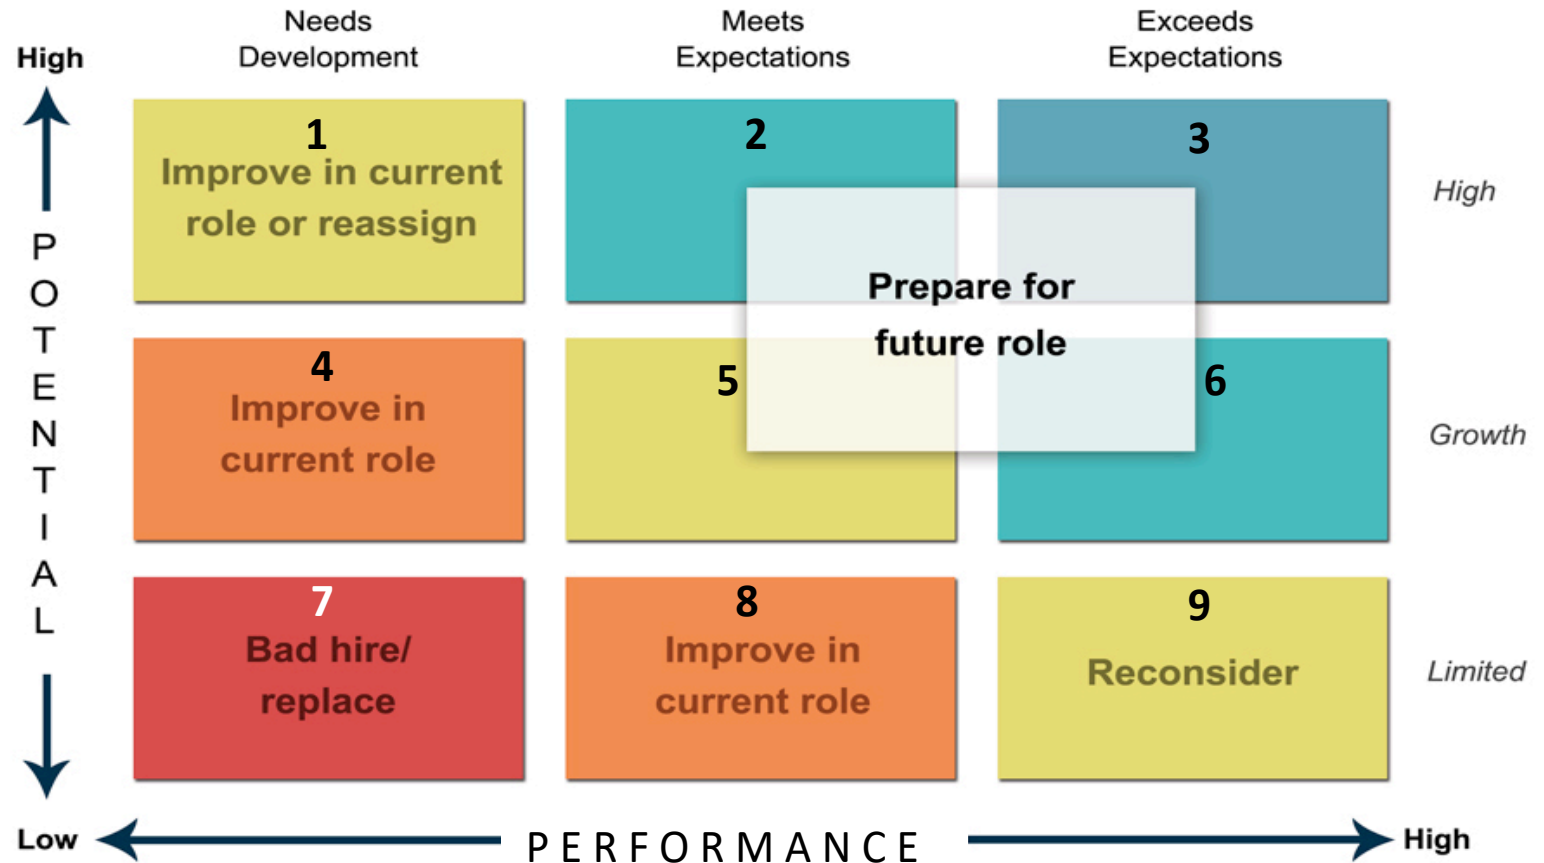 Needs
Development
Meets
Expectations
Exceeds
Expectations
High
POTENTIAL
1
Improve in current
role or reassign
2
3
High
Prepare for
future role
4
Improve in
current role
5
6
Growth
7
Bad hire/
replace
8
Improve in
current role
9
Reconsider
Limited
Low
PERFORMANCE
High